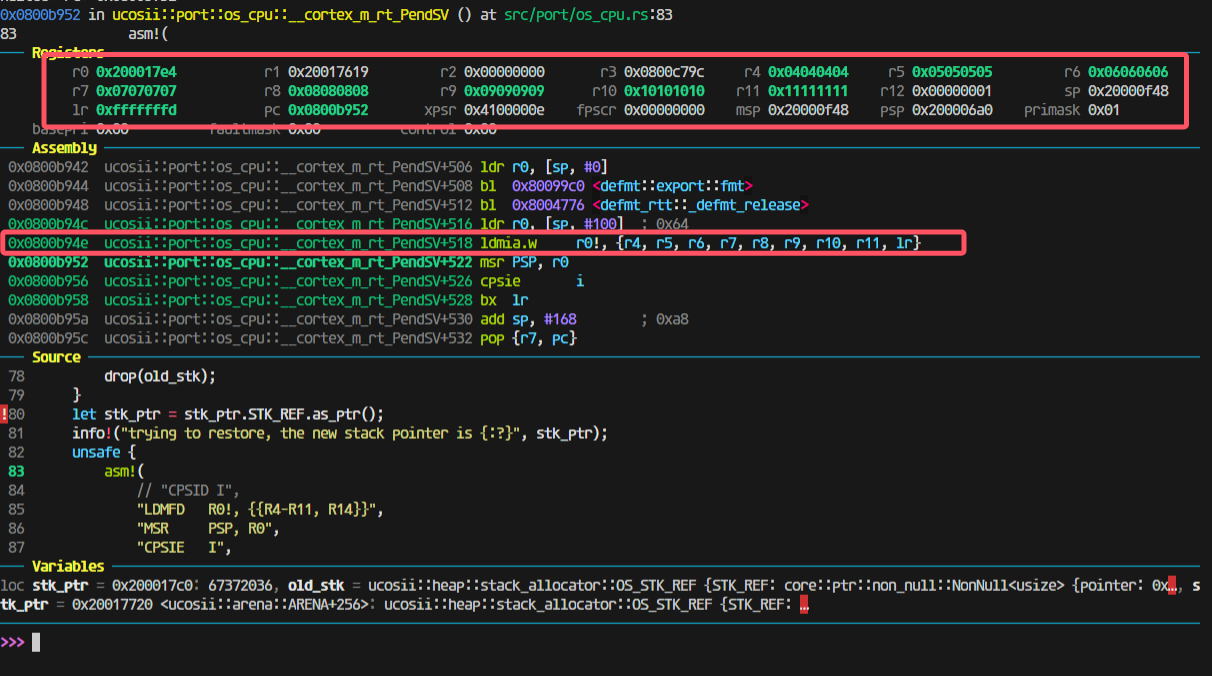 0x0800b952 in ucosii::port::os_cpu::__cortex_m_rt_PendSV () at src/port/os_cpu.rs:83
83 asm!(
Registers
r0 0x200017e4 r1 0x20017619 r2 0x00000000 r3 0x0800c79c r4 0x04040404 r5 0x05050505 r6 0x06060606
r7 0x07070707 r8 0x08080808 r9 0x09090909 r10 0x10101010 r11 0x11111111 r12 0x00000001 sp 0x20000f48
lr 0xfffffffd pc 0x0800b952 xpsr 0x4100000e fpscr 0x00000000 msp 0x20000f48 psp 0x200006a0 primask 0x01
basepri 0x00 faultmask 0x00 control 0x00
Assembly
0x0800b942 ucosii::port::os_cpu::__cortex_m_rt_PendSV+506 ldr r0, [sp, #0]
0x0800b944 ucosii::port::os_cpu::__cortex_m_rt_PendSV+508 bl 0x80099c0 <defmt::export::fmt>
0x0800b948 ucosii::port::os_cpu::__cortex_m_rt_PendSV+512 bl 0x8004776 <defmt_rtt::_defmt_release>
0x0800b94c ucosii::port::os_cpu::__cortex_m_rt_PendSV+516 ldr r0, [sp, #100] ; 0x64
0x0800b94e ucosii::port::os_cpu::__cortex_m_rt_PendSV+518 ldmia.w r0!, {r4, r5, r6, r7, r8, r9, r10, r11, lr}
0x0800b952 ucosii::port::os_cpu::__cortex_m_rt_PendSV+522 msr PSP, r0
0x0800b956 ucosii::port::os_cpu::__cortex_m_rt_PendSV+526 cpsie i
0x0800b958 ucosii::port::os_cpu::__cortex_m_rt_PendSV+528 bx lr
0x0800b95a ucosii::port::os_cpu::__cortex_m_rt_PendSV+530 add sp, #168 ; 0xa8
0x0800b95c ucosii::port::os_cpu::__cortex_m_rt_PendSV+532 pop {r7, pc}
Source
78 drop(old_stk);
79 }
!80 let stk_ptr = stk_ptr.STK_REF.as_ptr();
81 info!("trying to restore, the new stack pointer is {:?}", stk_ptr);
82 unsafe {
83 asm!(
84 // "CPSID I",
85 "LDMFD R0!, {{R4-R11, R14}}",
86 "MSR PSP, R0",
87 "CPSIE I",
Variables
loc stk_ptr = 0x200017c0: 67372036, old_stk = ucosii::heap::stack_allocator::OS_STK_REF {STK_REF: core::ptr::non_null::NonNull<usize> {pointer: 0x…, s
tk_ptr = 0x20017720 <ucosii::arena::ARENA+256>: ucosii::heap::stack_allocator::OS_STK_REF {STK_REF: …
>>>